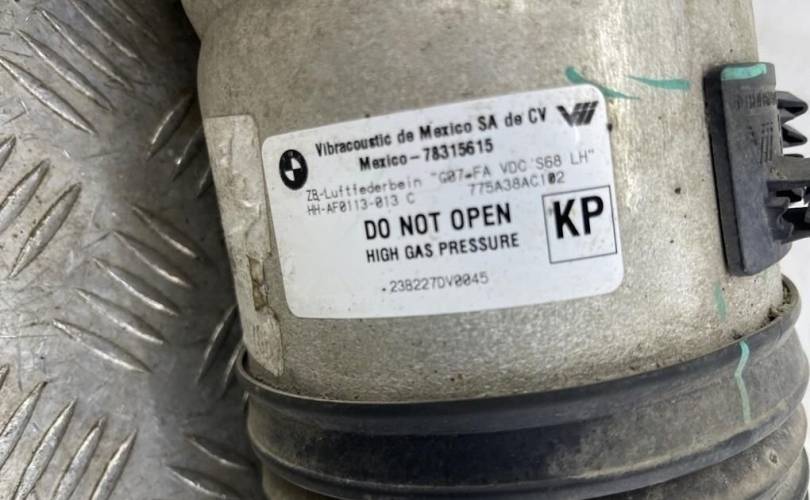 Vibracoustic de Mexico SA de CV
Mexico-78315615
ZB-Luftfederbein "G07-FA VDC S68 LH"
HH-AF0113-013 C 775A38AC102
DO NOT OPEN
HIGH GAS PRESSURE
KP
-238227DV0045